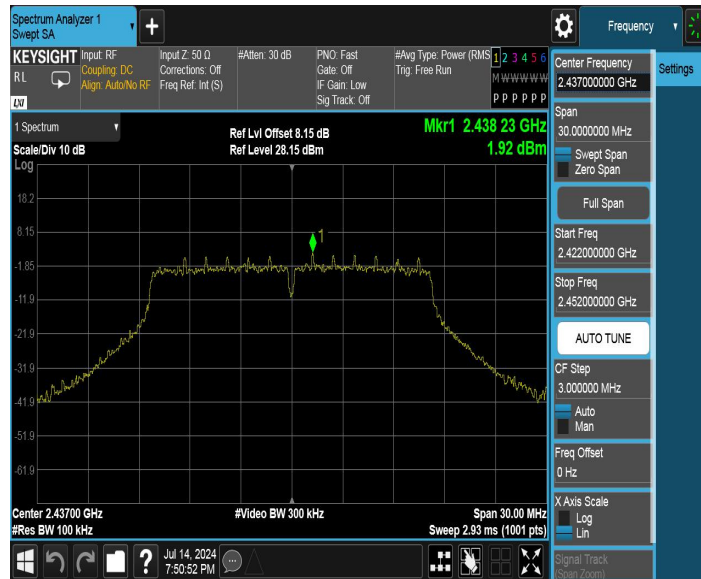 Spectrum Analyzer 1
Swept SA
+
Frequency
KEYSIGHT
RL
LXI
Input: RF
Coupling: DC
Align: Auto/No RF
Input Z: 50 Ω
Corrections: Off
Freq Ref: Int (S)
#Atten: 30 dB
PNO: Fast
Gate: Off
IF Gain: Low
Sig Track: Off
#Avg Type: Power (RMS
Trig: Free Run
1 2 3 4 5 6
M W W W W W
P P P P P P
1 Spectrum
Scale/Div 10 dB
Log
Ref Lvl Offset 8.15 dB
Ref Level 28.15 dBm
Mkr1 2.438 23 GHz
1.92 dBm
18.2
8.15
-1.85
-11.9
-21.9
-31.9
-41.9
-51.9
-61.9
1
Center 2.43700 GHz
#Res BW 100 kHz
#Video BW 300 kHz
Span 30.00 MHz
Sweep 2.93 ms (1001 pts)
?
Jul 14, 2024
7:50:52 PM
Center Frequency
2.437000000 GHz
Settings
Span
30.0000000 MHz
Swept Span
Zero Span
Full Span
Start Freq
2.422000000 GHz
Stop Freq
2.452000000 GHz
AUTO TUNE
CF Step
3.000000 MHz
Auto
Man
Freq Offset
0 Hz
X Axis Scale
Log
Lin
Signal Track
(Span Zoom)